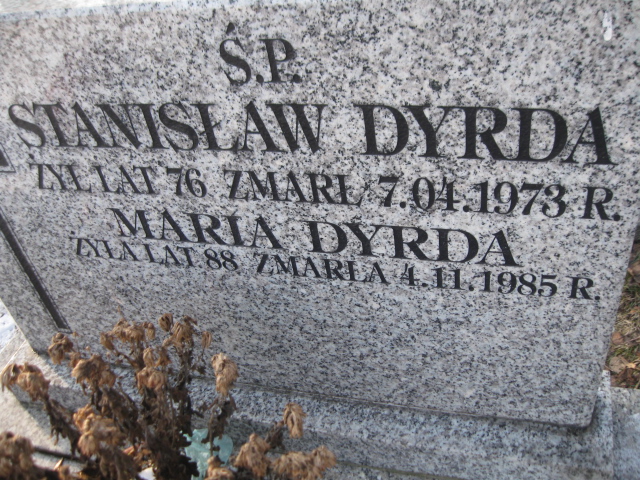 Ś.P.
STANISŁAW DYRDA
ŻYŁ LAT 76 ZMARŁ 7.04.1973 R.
MARIA DYRDA
ŻYŁA LAT 88 ZMARŁA 4.11.1985 R.